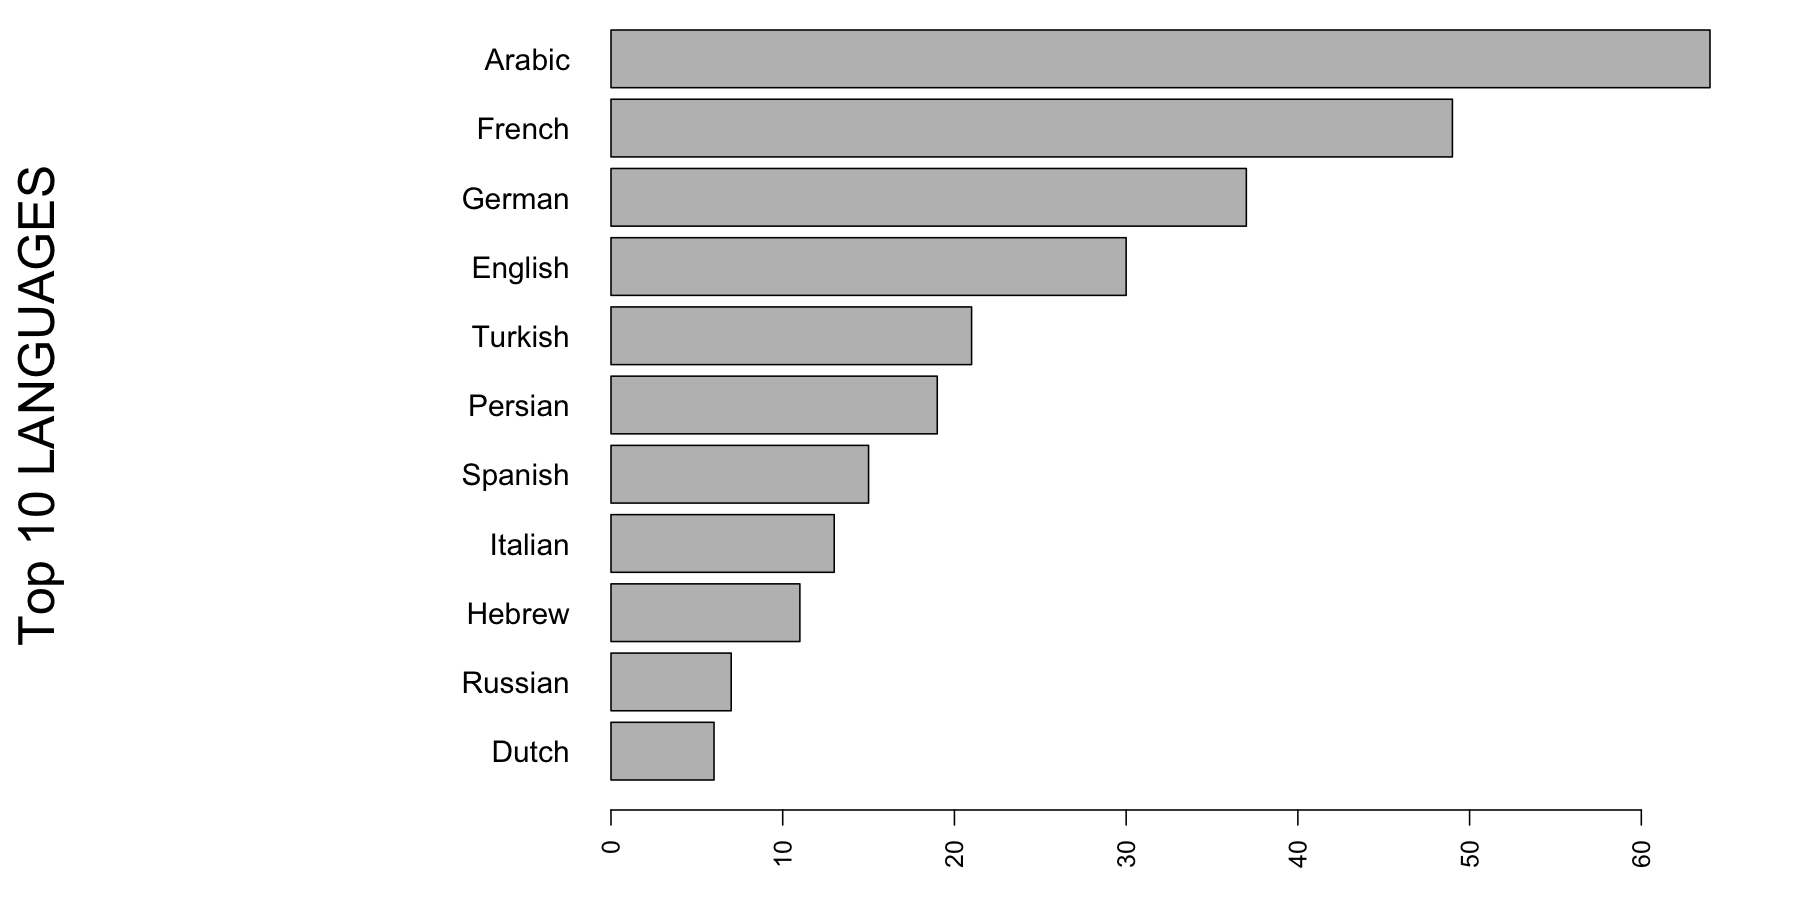 Top 10 LANGUAGES
Arabic
French
German
English
Turkish
Persian
Spanish
Italian
Hebrew
Russian
Dutch
0 10 20 30 40 50 60